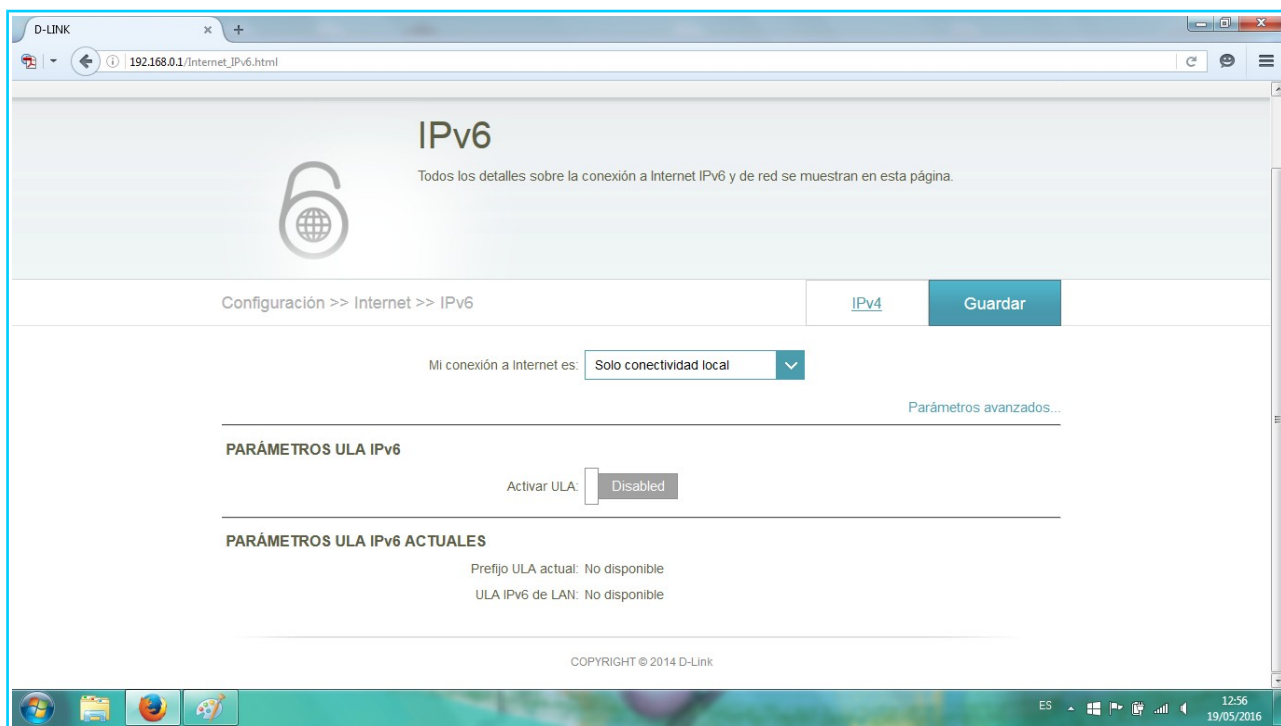 D-LINK
192.168.0.1/Internet_IPv6.html
IPv6
Todos los detalles sobre la conexión a Internet IPv6 y de red se muestran en esta página.
Configuración >> Internet >> IPv6
IPv4
Guardar
Mi conexión a Internet es: Solo conectividad local
Parámetros avanzados...
PARÁMETROS ULA IPv6
Activar ULA: Disabled
PARÁMETROS ULA IPv6 ACTUALES
Prefijo ULA actual: No disponible
ULA IPv6 de LAN: No disponible
COPYRIGHT © 2014 D-Link
ES
12:56
19/05/2016